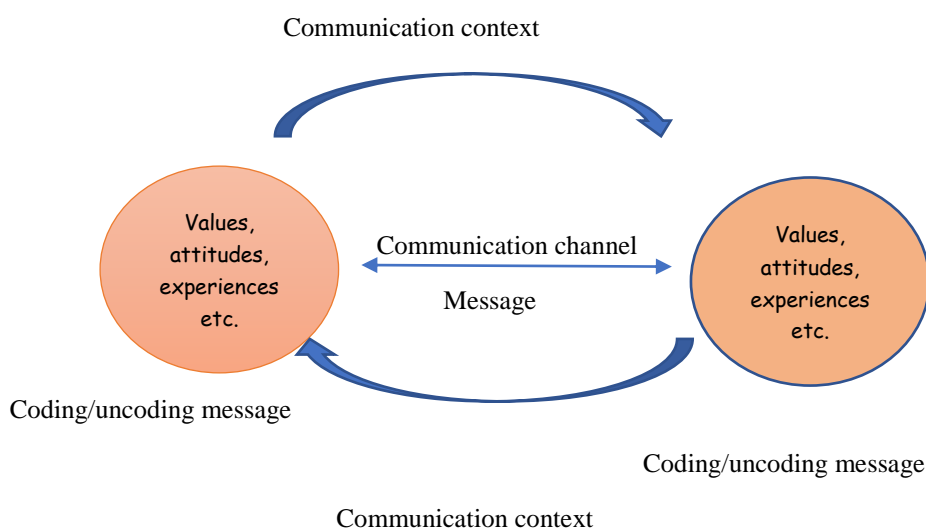 Communication context
Values,
attitudes,
experiences
etc.
Communication channel
Message
Values,
attitudes,
experiences
etc.
Coding/uncoding message
Coding/uncoding message
Communication context